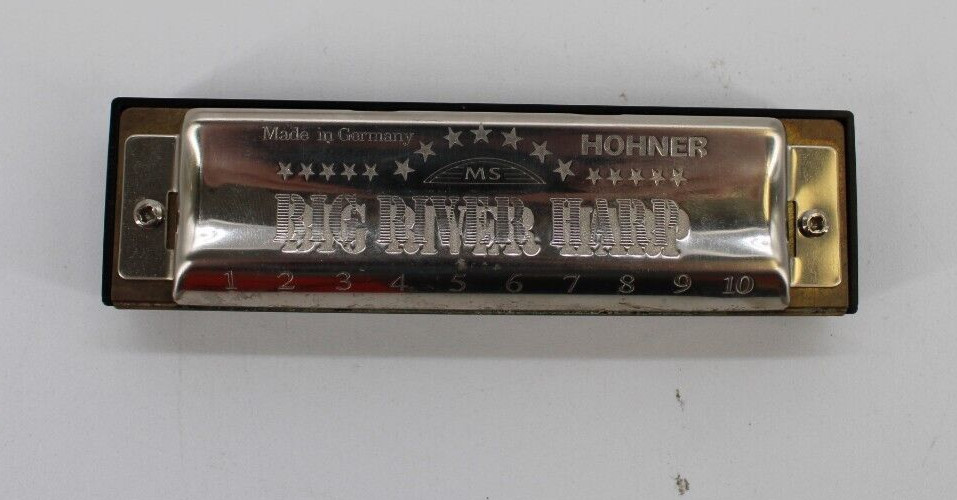 Made in Germany
HOHNER
MS
BIG RIVER HARP
1 2 3 4 5 6 7 8 9 10